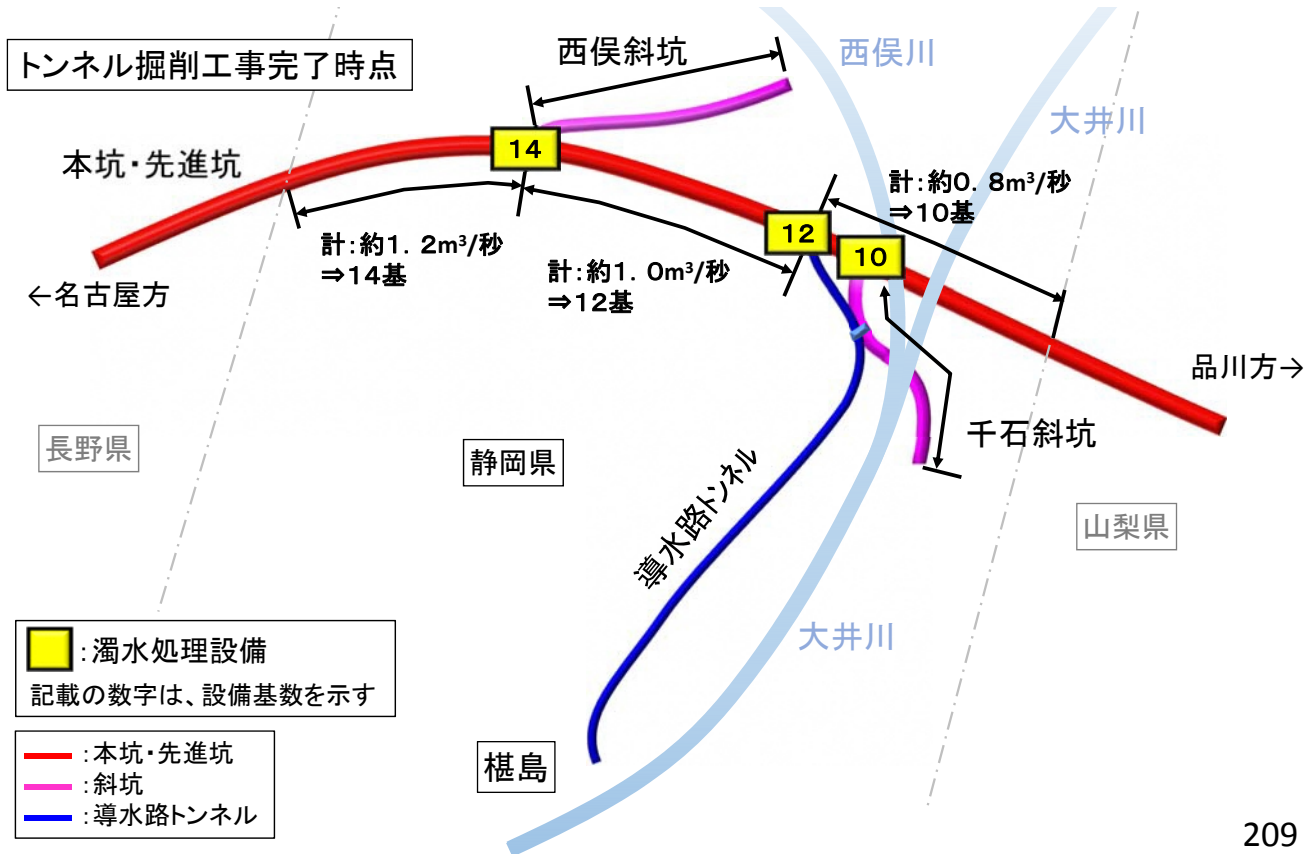 トンネル掘削工事完了時点
西俣斜坑
西俣川
大井川
本坑・先進坑
14
計:約0.8m³/秒
⇒10基
12
10
計:約1.2m³/秒
⇒14基
計:約1.0m³/秒
⇒12基
←名古屋方
品川方→
長野県
静岡県
千石斜坑
山梨県
導水路トンネル
大井川
:濁水処理設備
記載の数字は、設備基数を示す
:本坑・先進坑
:斜坑
:導水路トンネル
椹島
209